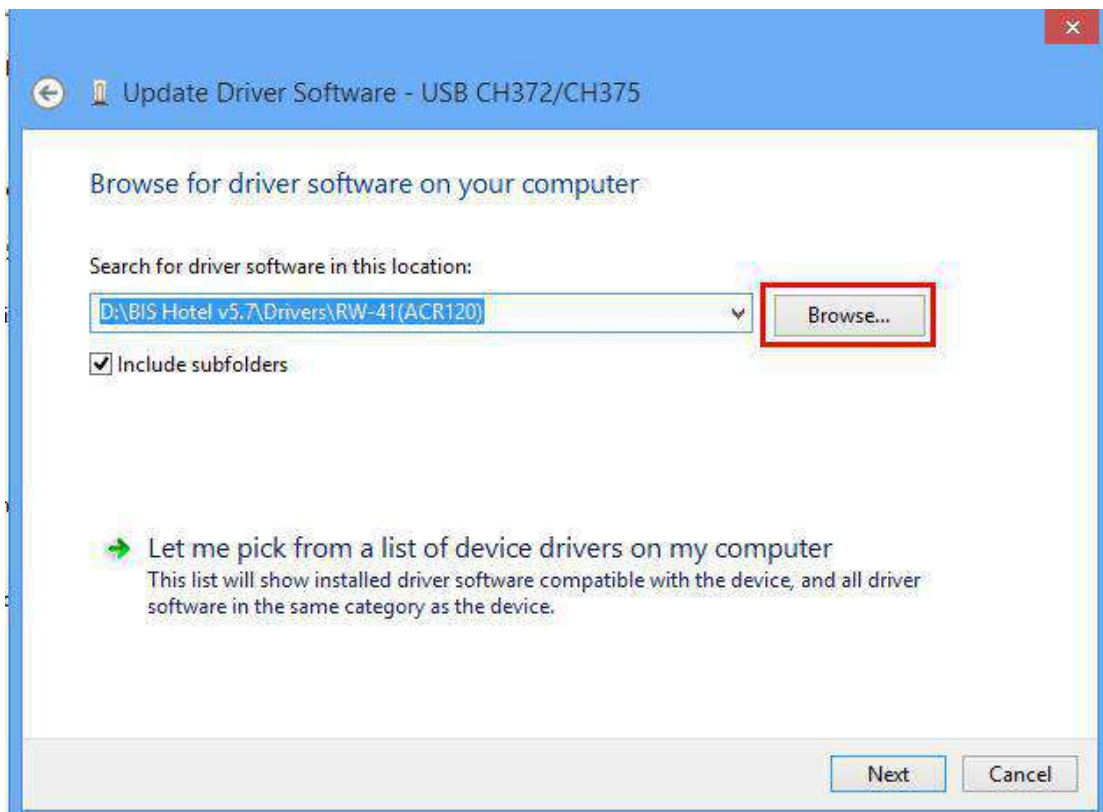 Update Driver Software - USB CH372/CH375
Browse for driver software on your computer
Search for driver software in this location:
D:\BIS Hotel v5.7\Drivers\RW-41(ACR120)
Browse...
Include subfolders
Let me pick from a list of device drivers on my computer
This list will show installed driver software compatible with the device, and all driver
software in the same category as the device.
Next
Cancel